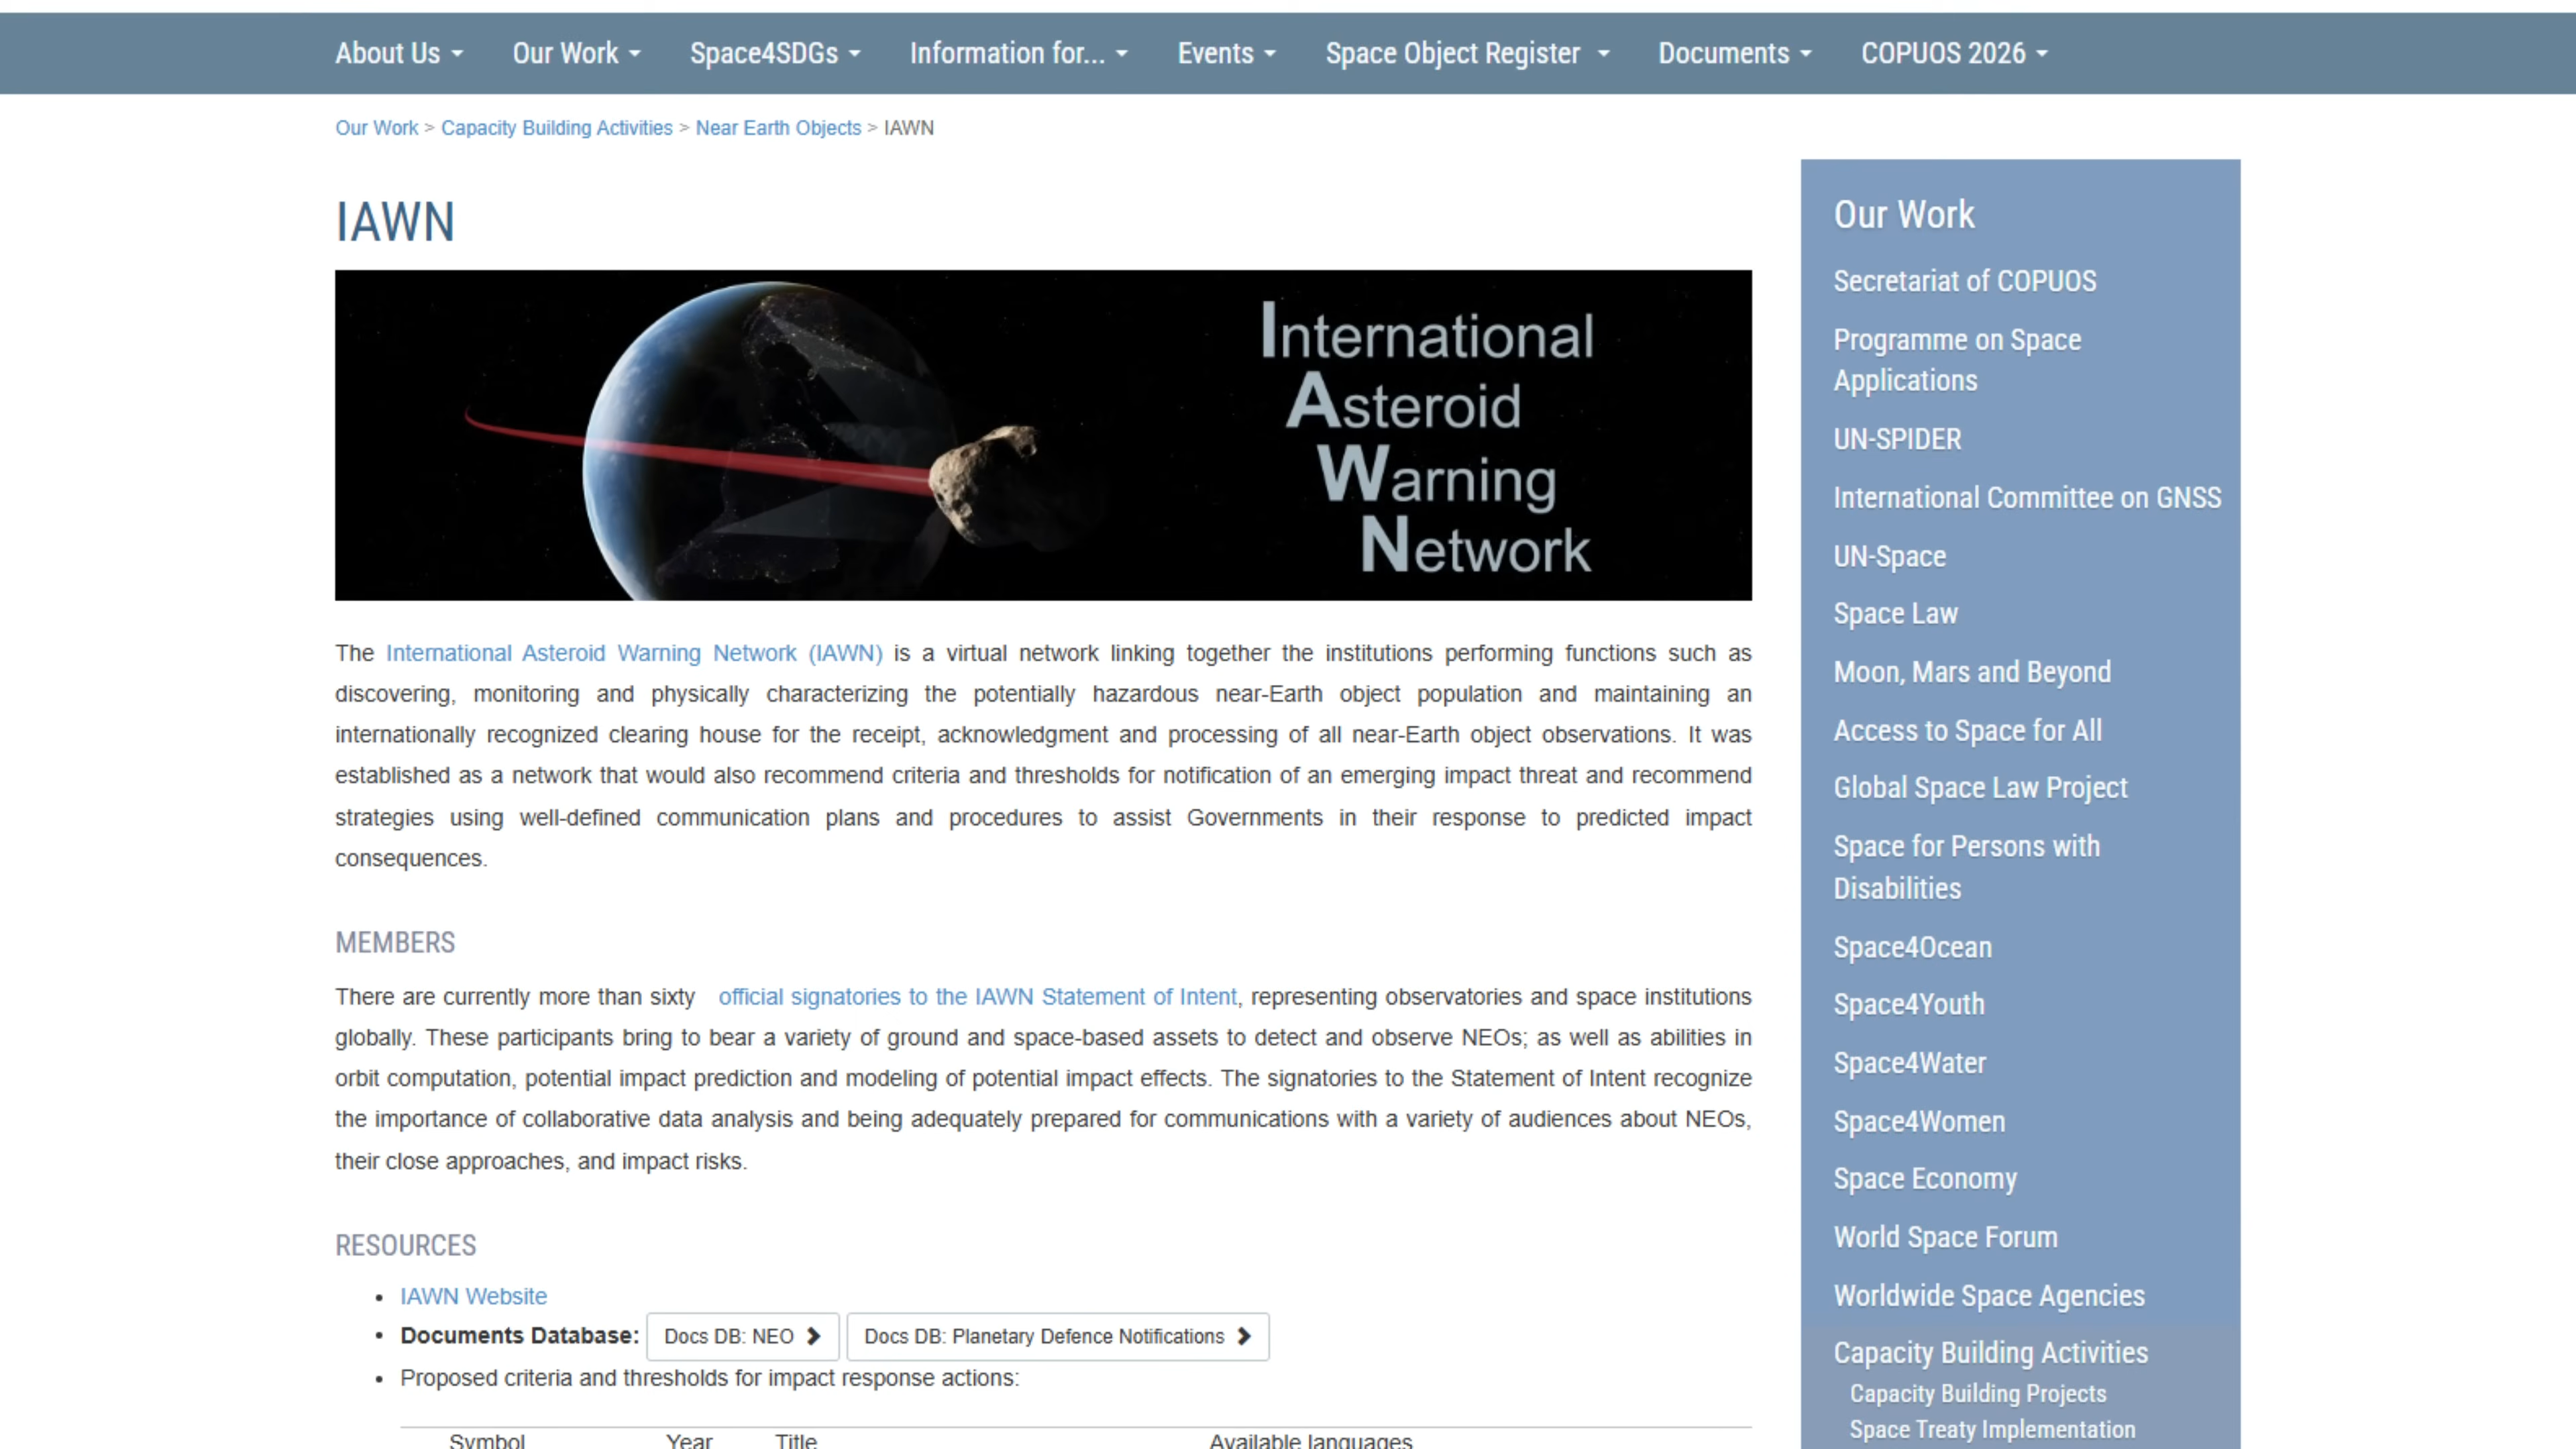 About Us Our Work Space4SDGs Information for... Events Space Object Register Documents COPUOS 2026
Our Work > Capacity Building Activities > Near Earth Objects > IAWN
IAWN
International
Asteroid
Warning
Network
The International Asteroid Warning Network (IAWN) is a virtual network linking together the institutions performing functions such as
discovering, monitoring and physically characterizing the potentially hazardous near-Earth object population and maintaining an
internationally recognized clearing house for the receipt, acknowledgment and processing of all near-Earth object observations. It was
established as a network that would also recommend criteria and thresholds for notification of an emerging impact threat and recommend
strategies using well-defined communication plans and procedures to assist Governments in their response to predicted impact
consequences.
MEMBERS
There are currently more than sixty official signatories to the IAWN Statement of Intent, representing observatories and space institutions
globally. These participants bring to bear a variety of ground and space-based assets to detect and observe NEOs; as well as abilities in
orbit computation, potential impact prediction and modeling of potential impact effects. The signatories to the Statement of Intent recognize
the importance of collaborative data analysis and being adequately prepared for communications with a variety of audiences about NEOs,
their close approaches, and impact risks.
RESOURCES
• IAWN Website
• Documents Database: Docs DB: NEO Docs DB: Planetary Defence Notifications
• Proposed criteria and thresholds for impact response actions:
Symbol Year Title Available languages
Our Work
Secretariat of COPUOS
Programme on Space
Applications
UN-SPIDER
International Committee on GNSS
UN-Space
Space Law
Moon, Mars and Beyond
Access to Space for All
Global Space Law Project
Space for Persons with
Disabilities
Space4Ocean
Space4Youth
Space4Water
Space4Women
Space Economy
World Space Forum
Worldwide Space Agencies
Capacity Building Activities
Capacity Building Projects
Space Treaty Implementation